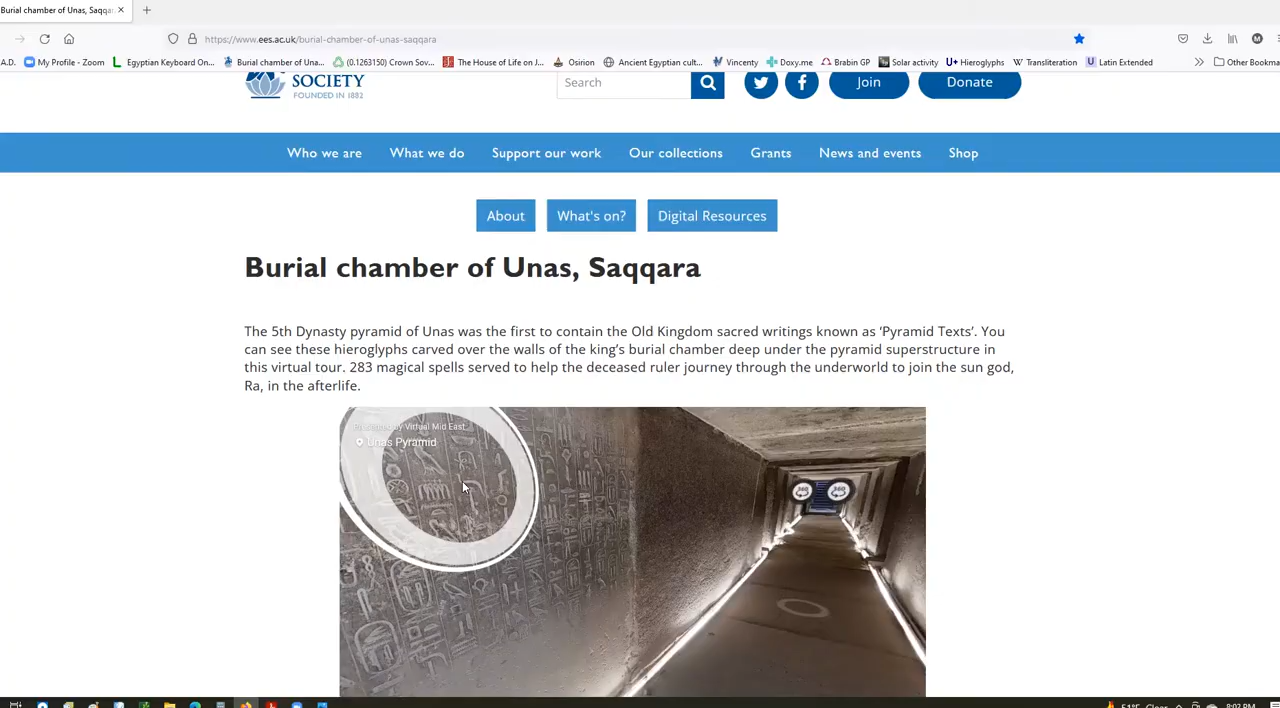 Burial chamber of Unas, Saqqa
https://www.ees.ac.uk/burial-chamber-of-unas-saqqara
A.D. My Profile - Zoom Egyptian Keyboard On... Burial chamber of Una... (0.1263150) Crown Sov... The House of Life on J... Osirion Ancient Egyptian cult... Vincenty Doxy.me Brabin GP Solar activity Hieroglyphs Transliteration Latin Extended Other Bookma
SOCIETY
FOUNDED IN 1882
Search
Join
Donate
Who we are What we do Support our work Our collections Grants News and events Shop
About What's on? Digital Resources
Burial chamber of Unas, Saqqara
The 5th Dynasty pyramid of Unas was the first to contain the Old Kingdom sacred writings known as ‘Pyramid Texts’. You
can see these hieroglyphs carved over the walls of the king’s burial chamber deep under the pyramid superstructure in
this virtual tour. 283 magical spells served to help the deceased ruler journey through the underworld to join the sun god,
Ra, in the afterlife.
Presented by Virtual Mid East
Unas Pyramid
360 360
51°F Clear 8:02 PM